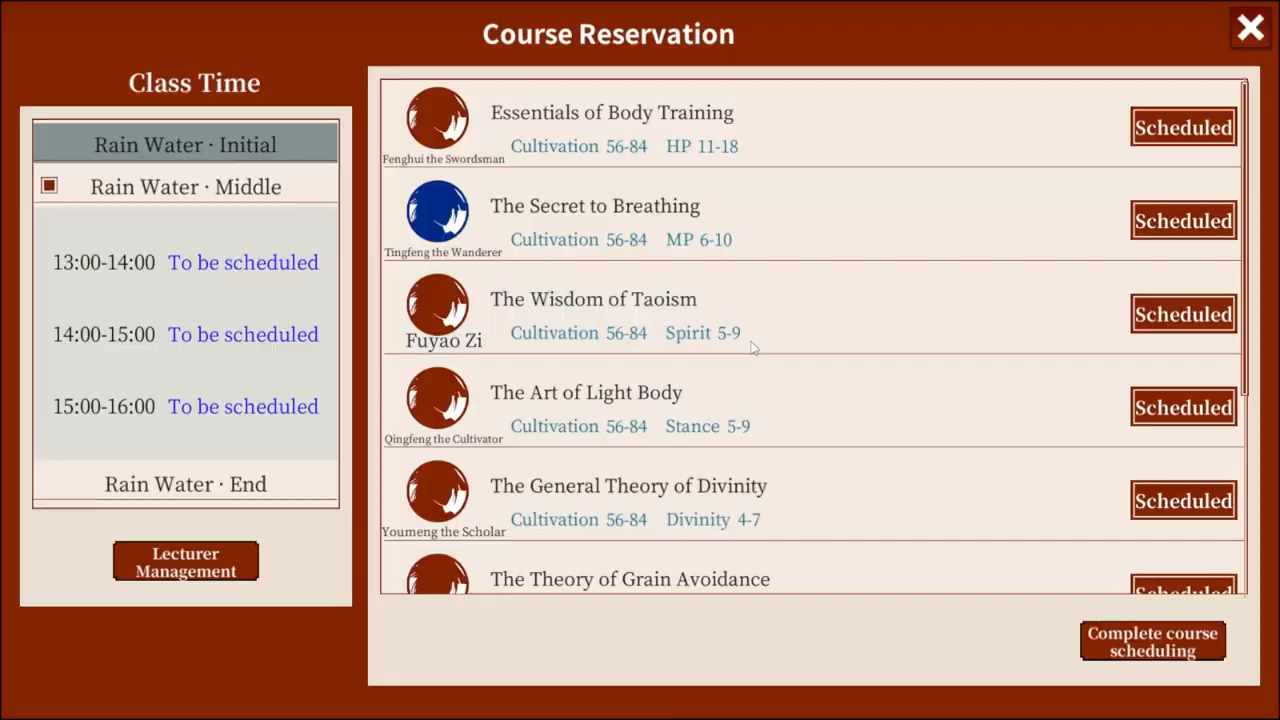 Course Reservation
Class Time
Rain Water · Initial
Rain Water · Middle
13:00-14:00 To be scheduled
14:00-15:00 To be scheduled
15:00-16:00 To be scheduled
Rain Water · End
Lecturer
Management
Essentials of Body Training
Cultivation 56-84 HP 11-18
Fenghui the Swordsman
Scheduled
The Secret to Breathing
Cultivation 56-84 MP 6-10
Tingfeng the Wanderer
Scheduled
The Wisdom of Taoism
Cultivation 56-84 Spirit 5-9
Fuyao Zi
Scheduled
The Art of Light Body
Cultivation 56-84 Stance 5-9
Qingfeng the Cultivator
Scheduled
The General Theory of Divinity
Cultivation 56-84 Divinity 4-7
Youmeng the Scholar
Scheduled
The Theory of Grain Avoidance
Scheduled
Complete course
scheduling